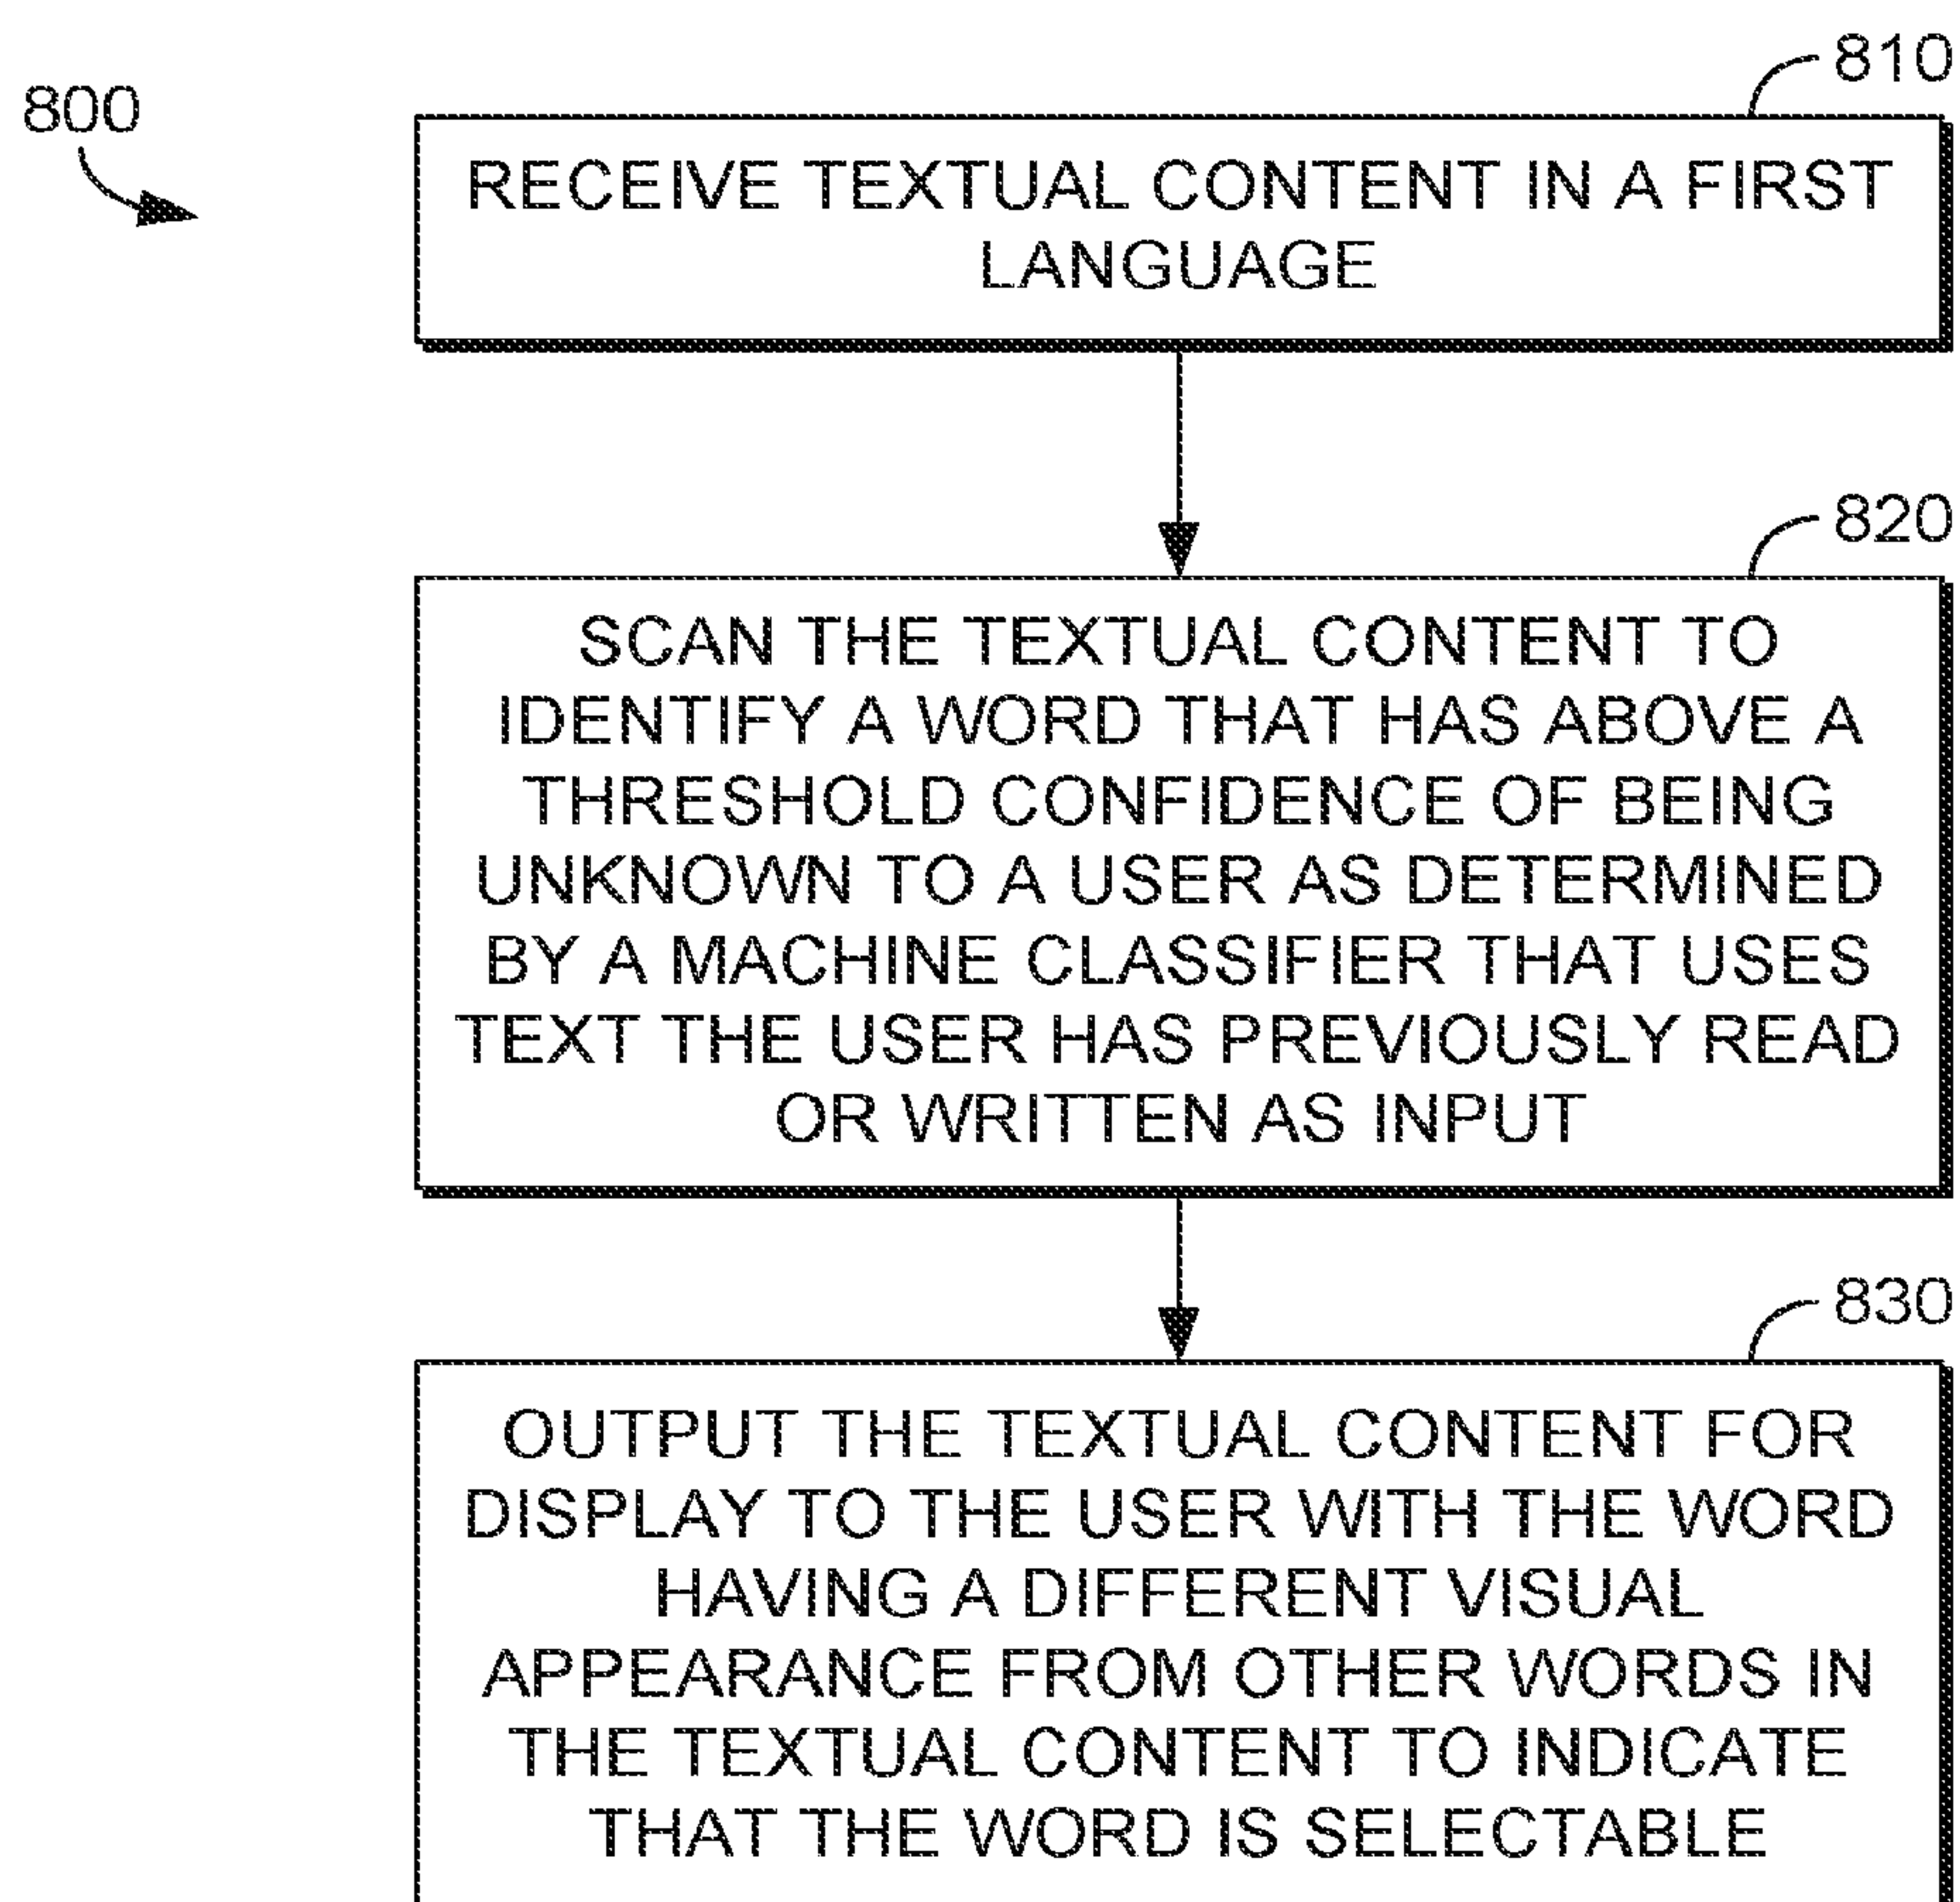 800
810
RECEIVE TEXTUAL CONTENT IN A FIRST
LANGUAGE
820
SCAN THE TEXTUAL CONTENT TO
IDENTIFY A WORD THAT HAS ABOVE A
THRESHOLD CONFIDENCE OF BEING
UNKNOWN TO A USER AS DETERMINED
BY A MACHINE CLASSIFIER THAT USES
TEXT THE USER HAS PREVIOUSLY READ
OR WRITTEN AS INPUT
830
OUTPUT THE TEXTUAL CONTENT FOR
DISPLAY TO THE USER WITH THE WORD
HAVING A DIFFERENT VISUAL
APPEARANCE FROM OTHER WORDS IN
THE TEXTUAL CONTENT TO INDICATE
THAT THE WORD IS SELECTABLE